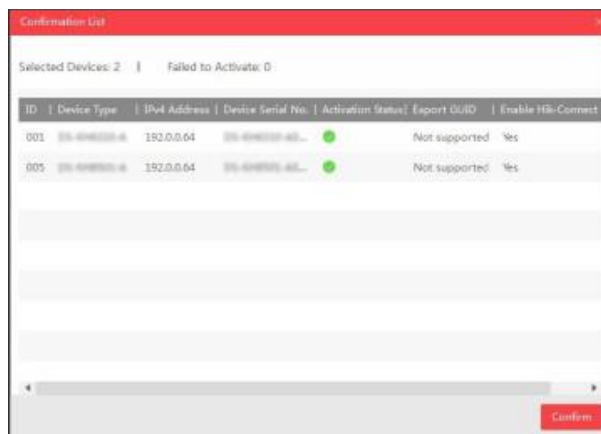 Confirmation List
Selected Devices: 2 | Failed to Activate: 0
ID | Device Type | IPv4 Address | Device Serial No. | Activation Status | Export GUID | Enable Hik-Connect
001 192.0.0.64 Not supported Yes
005 192.0.0.64 Not supported Yes
Confirm